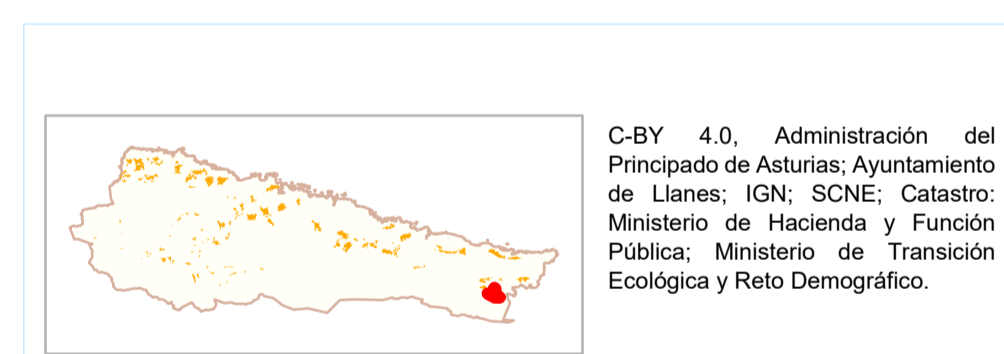 C-BY 4.0, Administración del
Principado de Asturias; Ayuntamiento
de Llanes; IGN; SCNE; Catastro:
Ministerio de Hacienda y Función
Pública; Ministerio de Transición
Ecológica y Reto Demográfico.